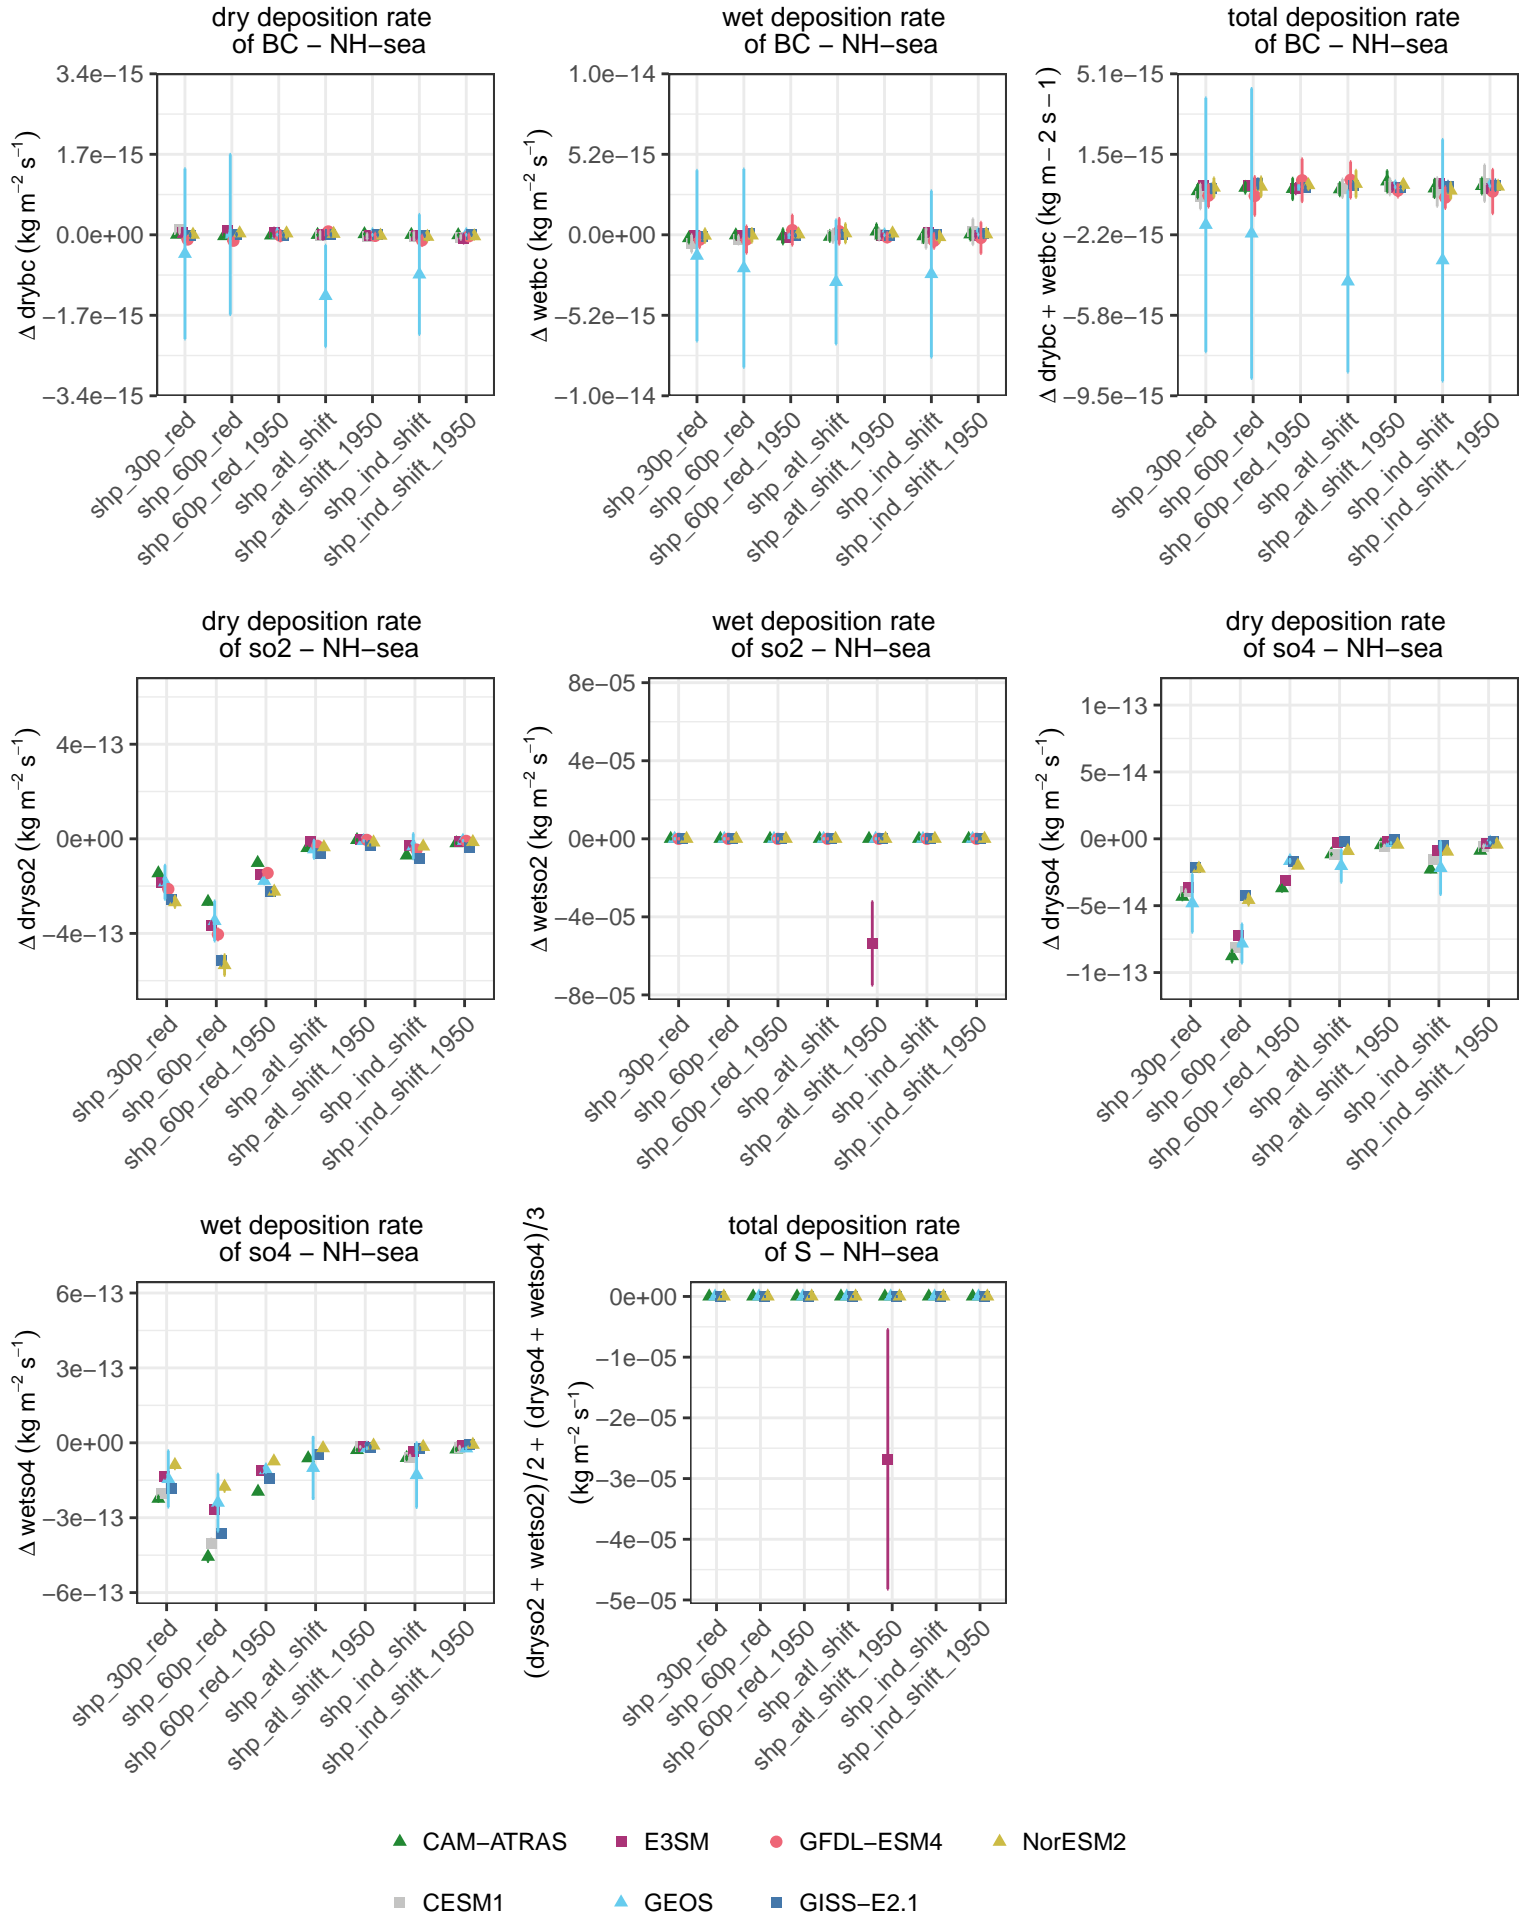 dry deposition rate
of BC − NH−sea
Δ drybc (kg m−2 s−1)
3.4e−15
1.7e−15
0.0e+00
−1.7e−15
−3.4e−15
shp_30p_red
shp_60p_red
shp_60p_red_1950
shp_atl_shift
shp_atl_shift_1950
shp_ind_shift
shp_ind_shift_1950
wet deposition rate
of BC − NH−sea
Δ wetbc (kg m−2 s−1)
1.0e−14
5.2e−15
0.0e+00
−5.2e−15
−1.0e−14
shp_30p_red
shp_60p_red
shp_60p_red_1950
shp_atl_shift
shp_atl_shift_1950
shp_ind_shift
shp_ind_shift_1950
total deposition rate
of BC − NH−sea
Δ drybc + wetbc (kg m − 2 s − 1)
5.1e−15
1.5e−15
−2.2e−15
−5.8e−15
−9.5e−15
shp_30p_red
shp_60p_red
shp_60p_red_1950
shp_atl_shift
shp_atl_shift_1950
shp_ind_shift
shp_ind_shift_1950
dry deposition rate
of so2 − NH−sea
Δ dryso2 (kg m−2 s−1)
4e−13
0e+00
−4e−13
shp_30p_red
shp_60p_red
shp_60p_red_1950
shp_atl_shift
shp_atl_shift_1950
shp_ind_shift
shp_ind_shift_1950
wet deposition rate
of so2 − NH−sea
Δ wetso2 (kg m−2 s−1)
8e−05
4e−05
0e+00
−4e−05
−8e−05
shp_30p_red
shp_60p_red
shp_60p_red_1950
shp_atl_shift
shp_atl_shift_1950
shp_ind_shift
shp_ind_shift_1950
dry deposition rate
of so4 − NH−sea
Δ dryso4 (kg m−2 s−1)
1e−13
5e−14
0e+00
−5e−14
−1e−13
shp_30p_red
shp_60p_red
shp_60p_red_1950
shp_atl_shift
shp_atl_shift_1950
shp_ind_shift
shp_ind_shift_1950
wet deposition rate
of so4 − NH−sea
Δ wetso4 (kg m−2 s−1)
6e−13
3e−13
0e+00
−3e−13
−6e−13
shp_30p_red
shp_60p_red
shp_60p_red_1950
shp_atl_shift
shp_atl_shift_1950
shp_ind_shift
shp_ind_shift_1950
total deposition rate
of S − NH−sea
(dryso2 + wetso2)/2 + (dryso4 + wetso4)/3
(kg m−2 s−1)
0e+00
−1e−05
−2e−05
−3e−05
−4e−05
−5e−05
shp_30p_red
shp_60p_red
shp_60p_red_1950
shp_atl_shift
shp_atl_shift_1950
shp_ind_shift
shp_ind_shift_1950
CAM−ATRAS
E3SM
GFDL−ESM4
NorESM2
CESM1
GEOS
GISS−E2.1